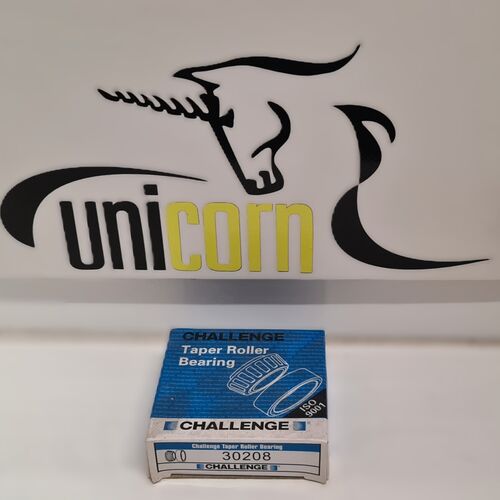 unicorn
CHALLENGE
Taper Roller
Bearing
ISO
9001
CHALLENGE
Challenge Taper Roller Bearing
30208
CHALLENGE